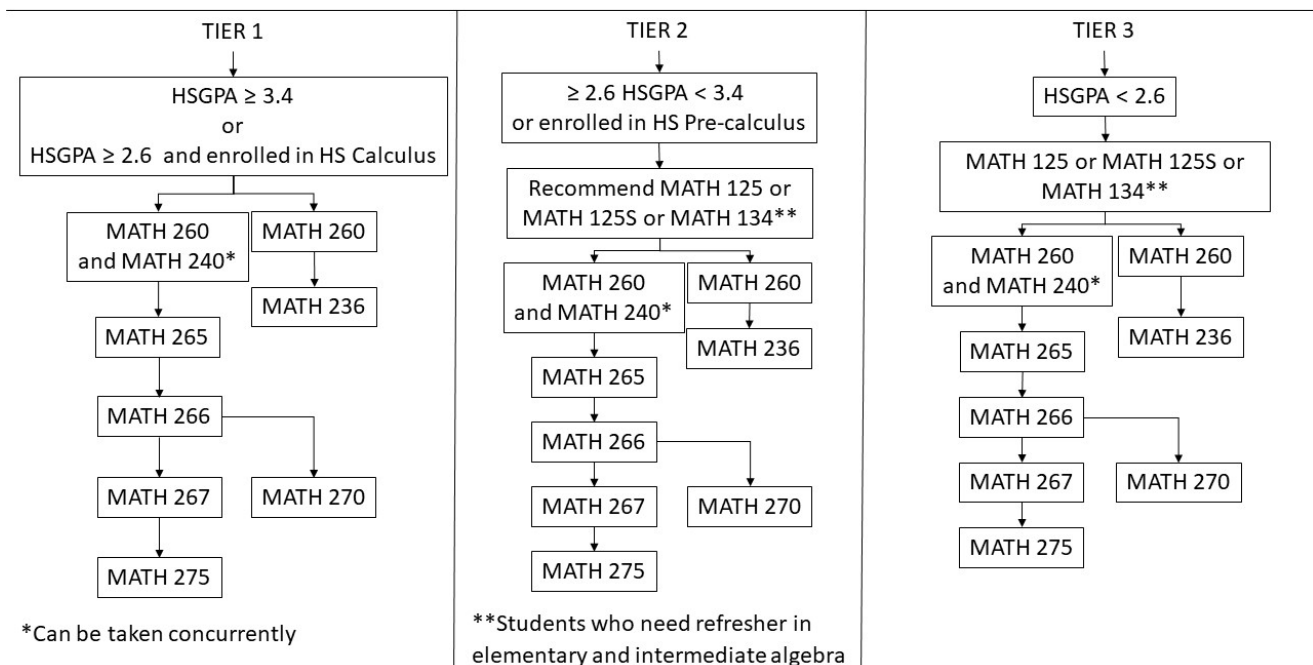 TIER 1
HSGPA ≥ 3.4
or
HSGPA ≥ 2.6 and enrolled in HS Calculus
MATH 260
and MATH 240*
MATH 260
MATH 236
MATH 265
MATH 266
MATH 267
MATH 270
MATH 275
*Can be taken concurrently
TIER 2
≥ 2.6 HSGPA < 3.4
or enrolled in HS Pre-calculus
Recommend MATH 125 or
MATH 125S or MATH 134**
MATH 260
and MATH 240*
MATH 260
MATH 236
MATH 265
MATH 266
MATH 267
MATH 270
MATH 275
**Students who need refresher in
elementary and intermediate algebra
TIER 3
HSGPA < 2.6
MATH 125 or MATH 125S or
MATH 134**
MATH 260
and MATH 240*
MATH 260
MATH 236
MATH 265
MATH 266
MATH 267
MATH 270
MATH 275